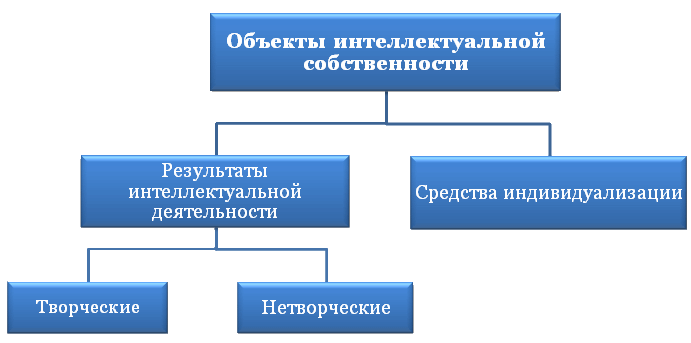 Объекты интеллектуальной
собственности
Результаты
интеллектуальной
деятельности
Средства индивидуализации
Творческие
Нетворческие